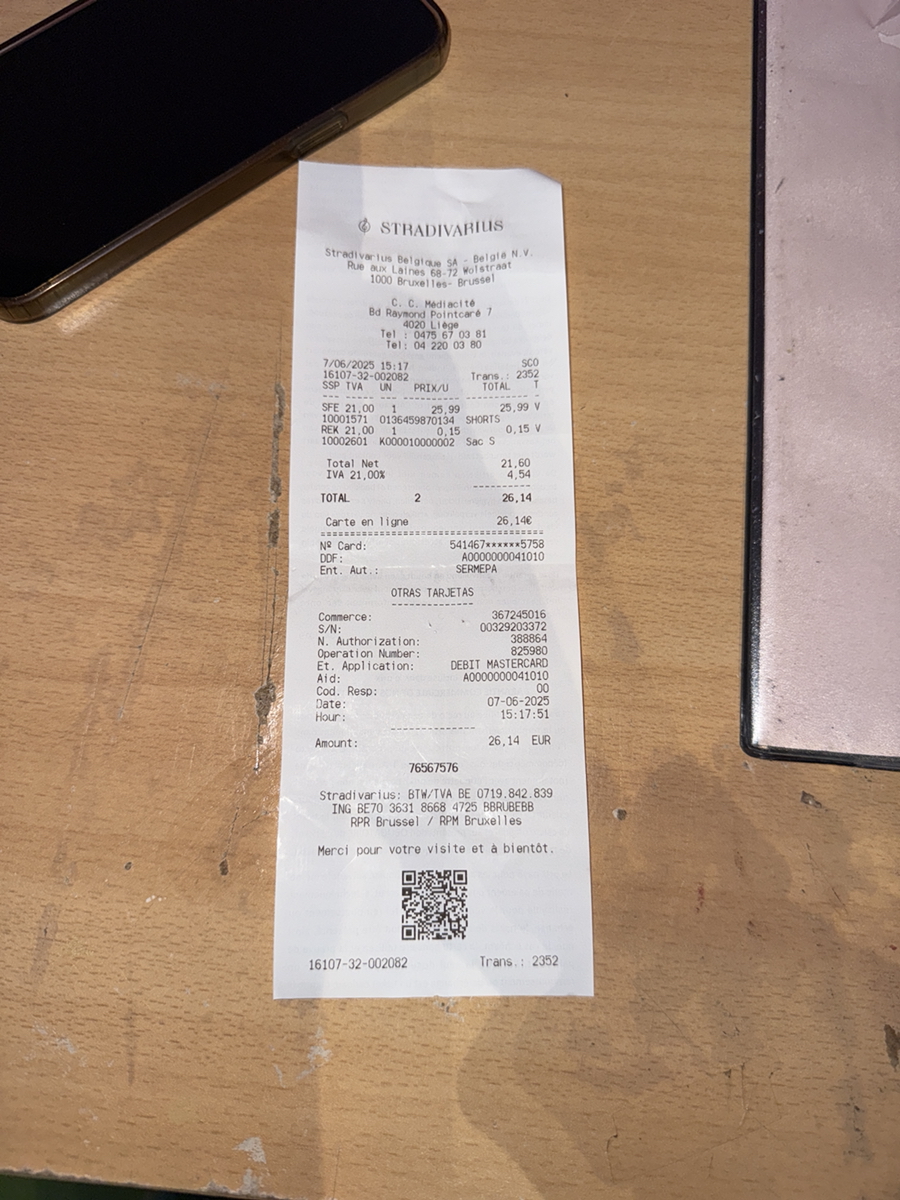 STRADIVARIUS
Stradivarius Belgique SA - België N.V.
Rue aux Laines 68-72 Wolstraat
1000 Bruxelles- Brussel
C. C. Médiacité
Bd Raymond Pointcaré 7
4020 Liège
Tel : 0475 67 03 81
Tel: 04 220 03 80
7/06/2025 15:17 SCO
16107-32-002082 Trans.: 2352
SSP TVA UN PRIX/U TOTAL T
--- --- --- -------- -------- -
SFE 21,00 1 25,99 25,99 V
10001571 0136459870134 SHORTS
REK 21,00 1 0,15 0,15 V
10002601 K000010000002 Sac S
Total Net 21,60
IVA 21,00% 4,54
----------
TOTAL 2 26,14
Carte en ligne 26,14€
========================================
Nº Card: 541467******5758
DDF: A0000000041010
Ent. Aut.: SERMEPA
OTRAS TARJETAS
--------------
Commerce: 367245016
S/N: 00329203372
N. Authorization: 388864
Operation Number: 825980
Et. Application: DEBIT MASTERCARD
Aid: A0000000041010
Cod. Resp: 00
Date: 07-06-2025
Hour: 15:17:51
--------------
Amount: 26,14 EUR
76567576
Stradivarius: BTW/TVA BE 0719.842.839
ING BE70 3631 8668 4725 BBRUBEBB
RPR Brussel / RPM Bruxelles
Merci pour votre visite et à bientôt.
16107-32-002082 Trans.: 2352